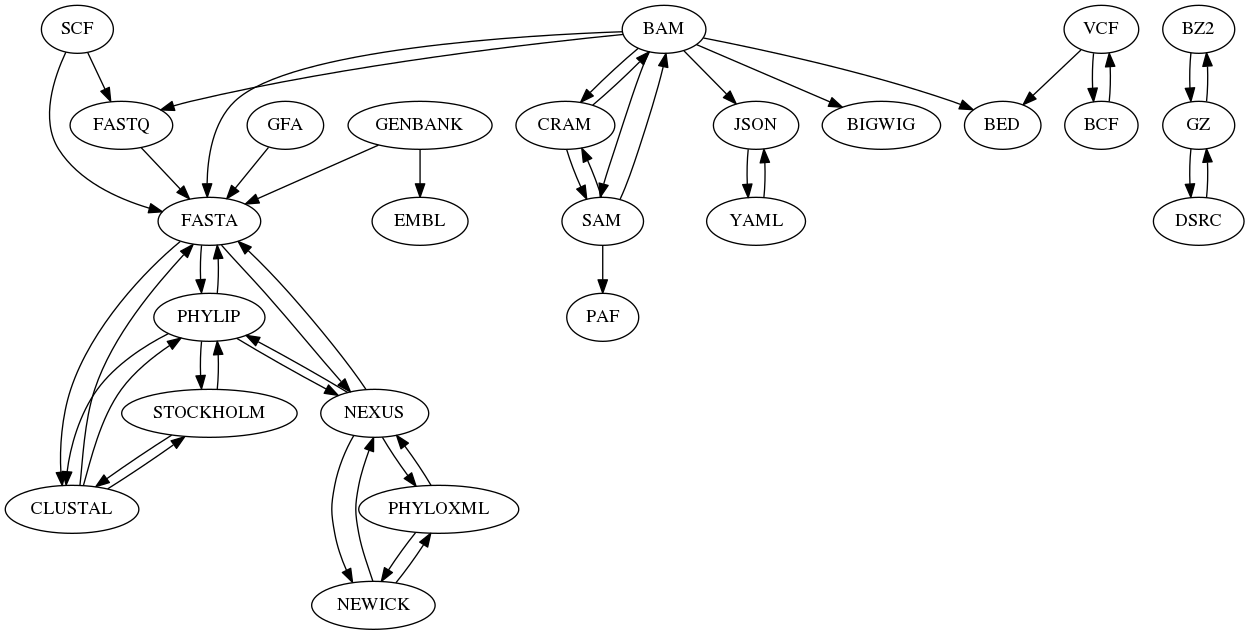 SCF
BAM
VCF
BZ2
FASTQ
GFA
GENBANK
CRAM
JSON
BIGWIG
BED
BCF
GZ
FASTA
EMBL
SAM
YAML
DSRC
PHYLIP
PAF
STOCKHOLM
NEXUS
CLUSTAL
PHYLOXML
NEWICK